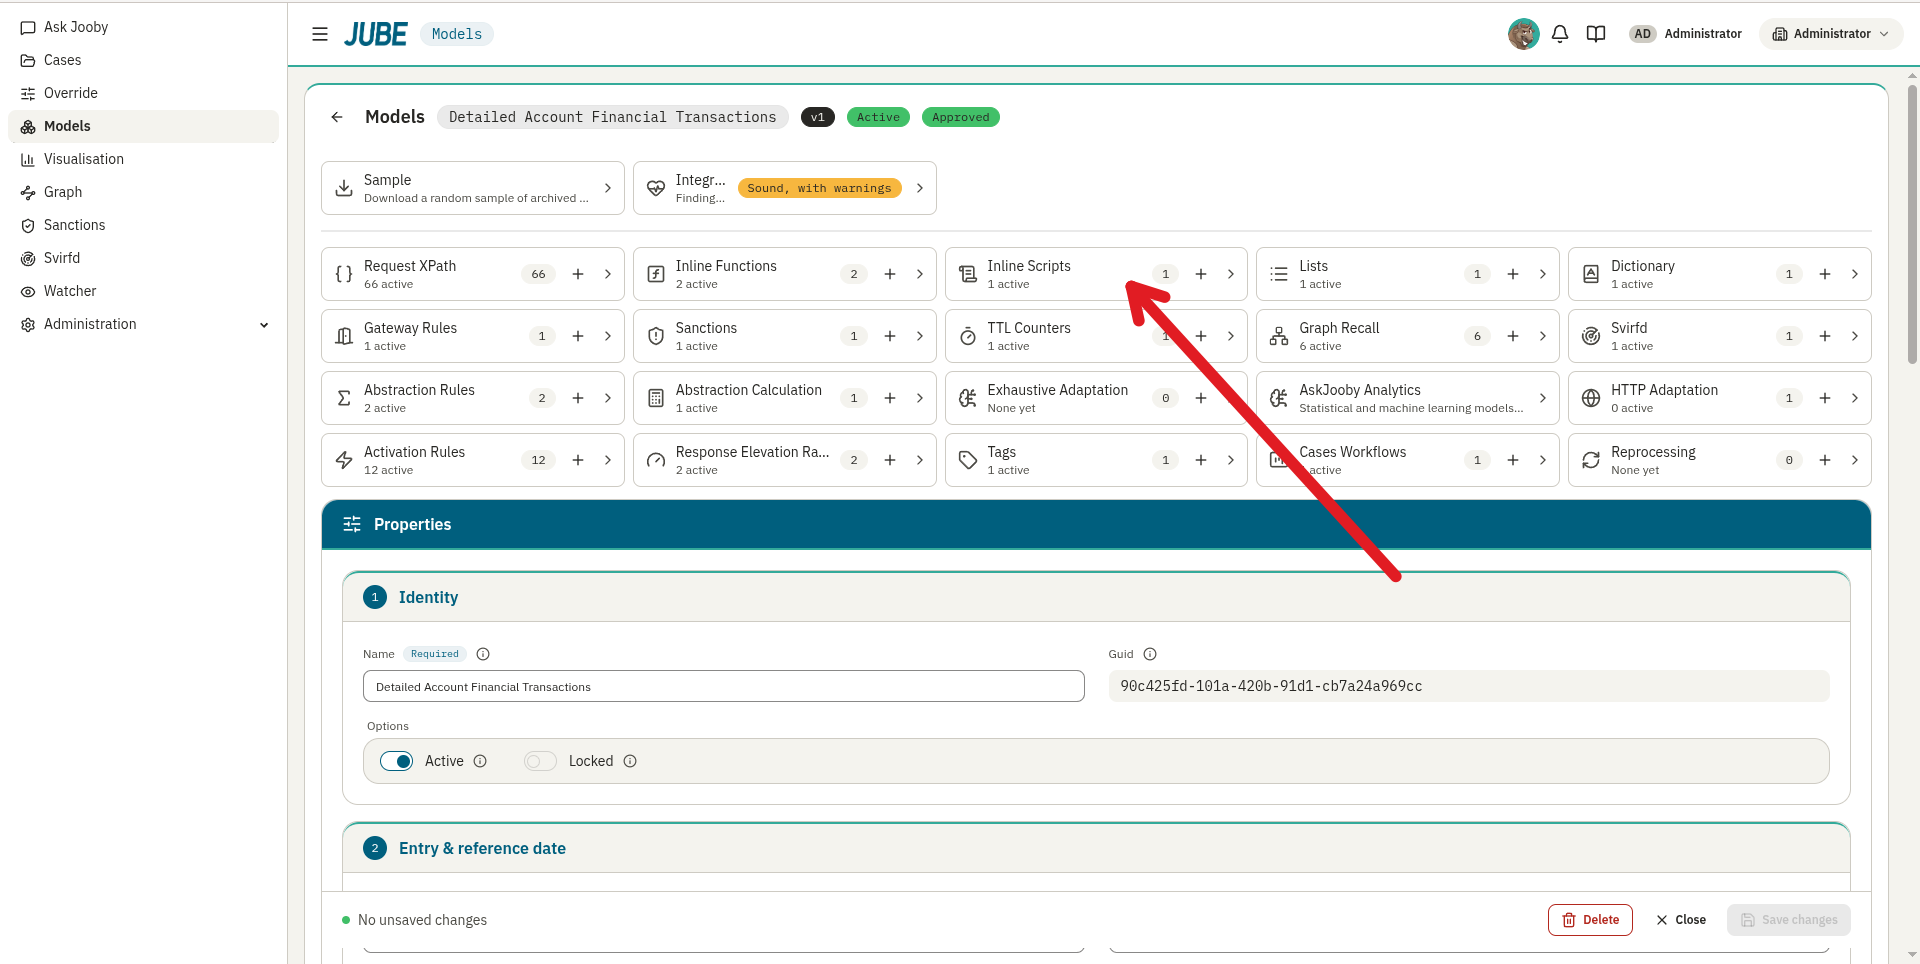 Ask Jooby
Cases
Override
Models
Visualisation
Graph
Sanctions
Svirfd
Watcher
Administration
JUBE
Models
AD Administrator
Administrator
Models Detailed Account Financial Transactions v1 Active Approved
Sample
Download a random sample of archived ...
Integr...
Finding...
Sound, with warnings
Request XPath
66 active
66
Inline Functions
2 active
2
Inline Scripts
1 active
1
Lists
1 active
1
Dictionary
1 active
1
Gateway Rules
1 active
1
Sanctions
1 active
1
TTL Counters
1 active
1
Graph Recall
6 active
6
Svirfd
1 active
1
Abstraction Rules
2 active
2
Abstraction Calculation
1 active
1
Exhaustive Adaptation
None yet
0
AskJooby Analytics
Statistical and machine learning models...
HTTP Adaptation
0 active
1
Activation Rules
12 active
12
Response Elevation Ra...
2 active
2
Tags
1 active
1
Cases Workflows
active
1
Reprocessing
None yet
0
Properties
1 Identity
Name Required
Detailed Account Financial Transactions
Guid
90c425fd-101a-420b-91d1-cb7a24a969cc
Options
Active
Locked
2 Entry & reference date
No unsaved changes
Delete
Close
Save changes